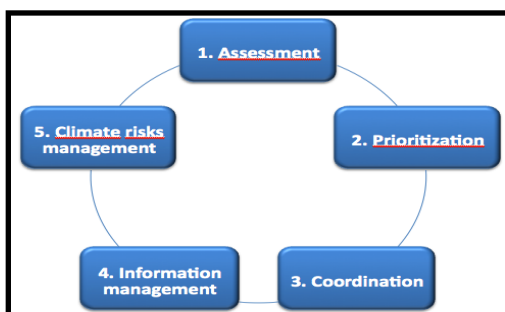 1. Assessment
2. Prioritization
3. Coordination
4. Information
management
5. Climate risks
management